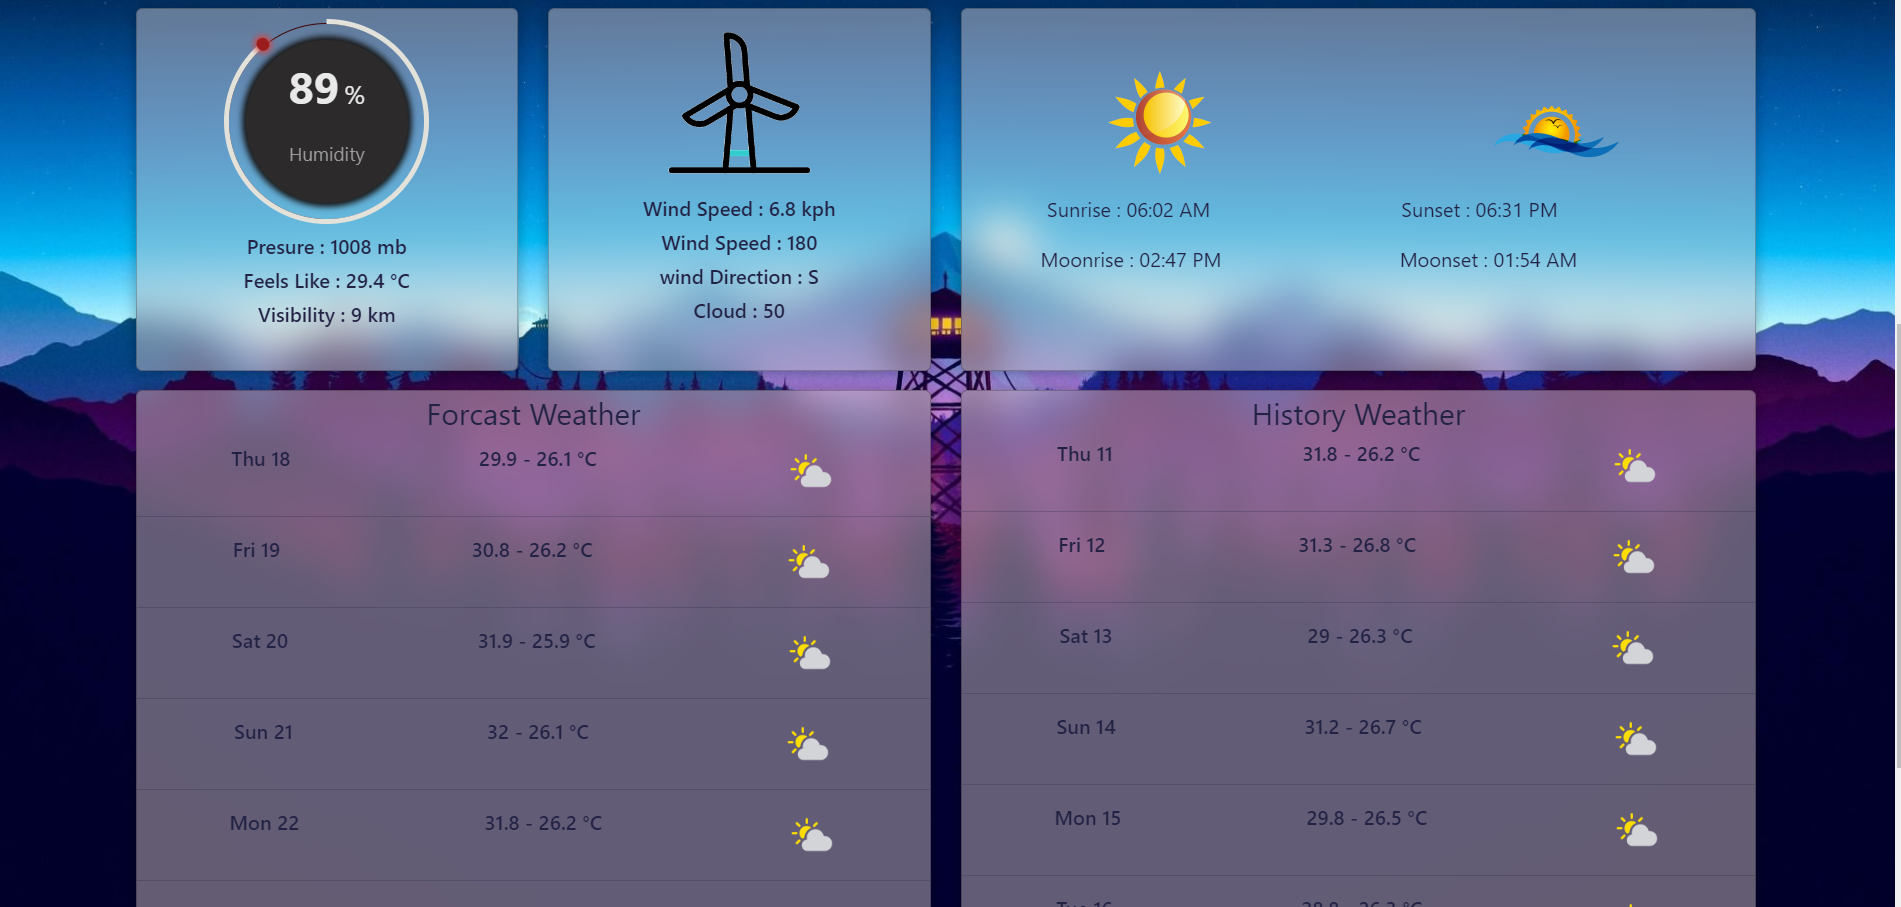 89 %
Humidity
Presure : 1008 mb
Feels Like : 29.4 °C
Visibility : 9 km
Wind Speed : 6.8 kph
Wind Speed : 180
wind Direction : S
Cloud : 50
Sunrise : 06:02 AM
Sunset : 06:31 PM
Moonrise : 02:47 PM
Moonset : 01:54 AM
Forcast Weather
Thu 18 29.9 - 26.1 °C
Fri 19 30.8 - 26.2 °C
Sat 20 31.9 - 25.9 °C
Sun 21 32 - 26.1 °C
Mon 22 31.8 - 26.2 °C
History Weather
Thu 11 31.8 - 26.2 °C
Fri 12 31.3 - 26.8 °C
Sat 13 29 - 26.3 °C
Sun 14 31.2 - 26.7 °C
Mon 15 29.8 - 26.5 °C